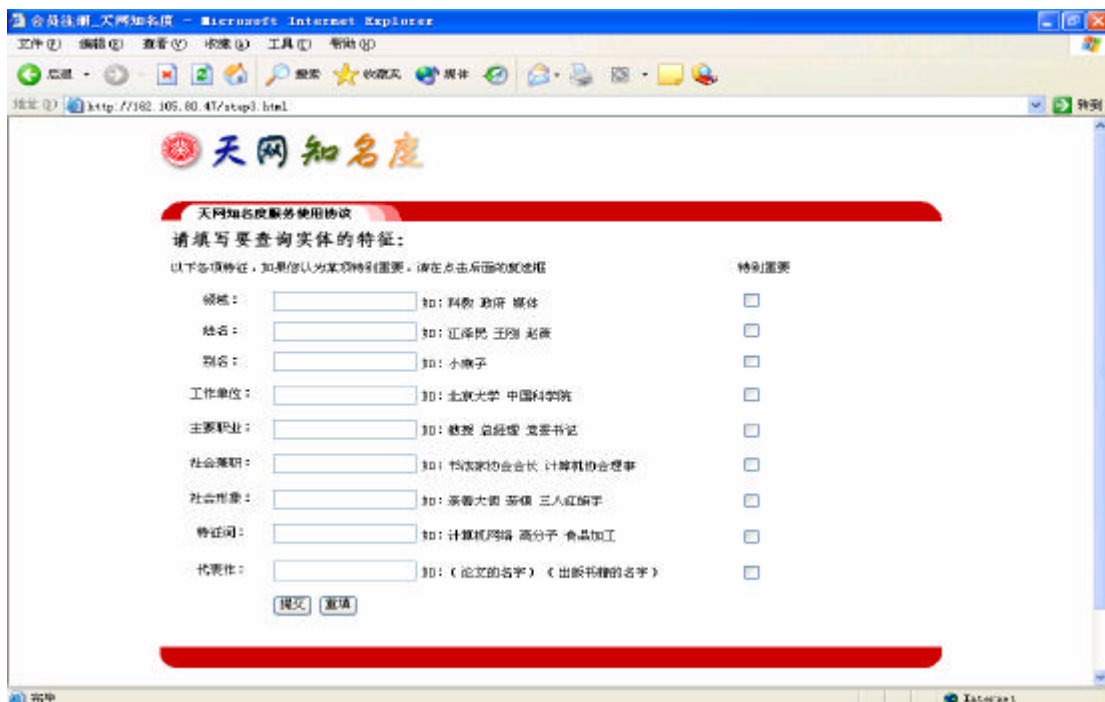 会员注册_天网知名度 - Microsoft Internet Explorer
文件(F) 编辑(E) 查看(V) 收藏(A) 工具(T) 帮助(H)
后退 搜索 收藏夹 媒体
地址(D) http://162.105.80.47/step3.html 转到
天网知名度
天网知名度服务使用协议
请填写要查询实体的特征:
以下各项特征,如果您认为某项特别重要,请在点击后面的复选框 特别重要
领域: 如:科教 政府 媒体
姓名: 如:江泽民 王刚 赵薇
别名: 如:小燕子
工作单位: 如:北京大学 中国科学院
主要职业: 如:教授 总经理 党委书记
社会兼职: 如:书法家协会会长 计算机协会理事
社会形象: 如:亲善大使 劳模 三八红旗手
特征词: 如:计算机网络 高分子 食品加工
代表作: 如:(论文的名字)(出版书籍的名字)
提交 重填
完毕 Internet